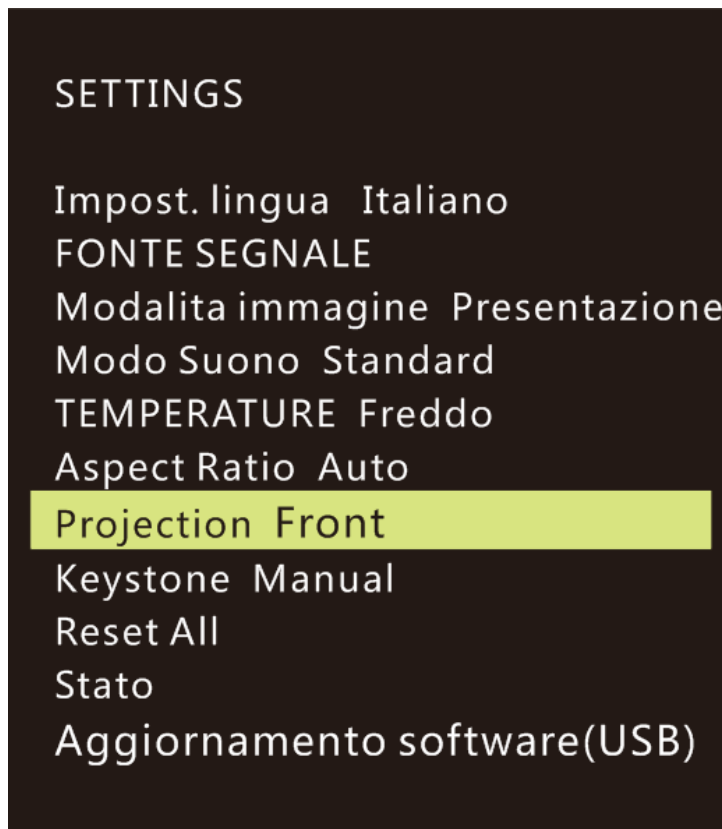 SETTINGS
Impost. lingua Italiano
FONTE SEGNALE
Modalita immagine Presentazione
Modo Suono Standard
TEMPERATURE Freddo
Aspect Ratio Auto
Projection Front
Keystone Manual
Reset All
Stato
Aggiornamento software(USB)